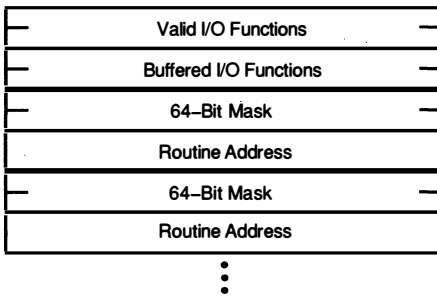 Valid I/O Functions
Buffered I/O Functions
64–Bit Mask
Routine Address
64–Bit Mask
Routine Address